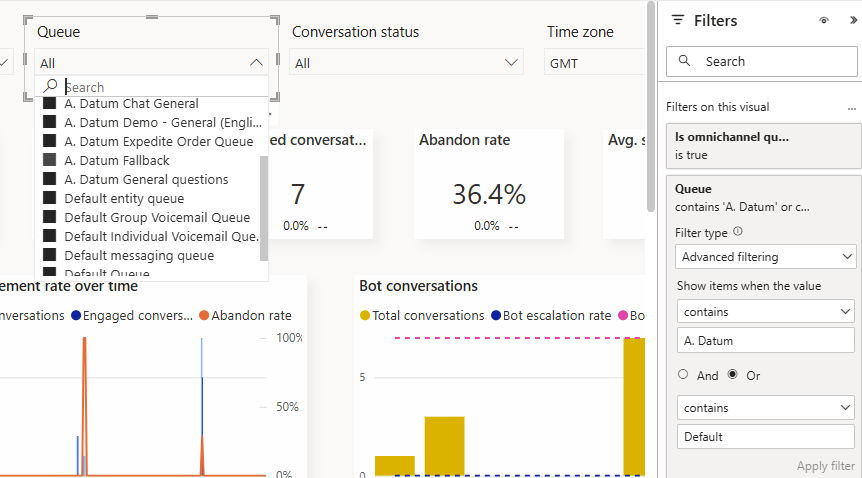 Queue
Conversation status
Time zone
All
All
GMT
Search
A. Datum Chat General
A. Datum Demo - General (Engli...
A. Datum Expedite Order Queue
A. Datum Fallback
A. Datum General questions
Default entity queue
Default Group Voicemail Queue
Default Individual Voicemail Que.
Default messaging queue
Default Queue
ed conversat...
7
0.0% --
Abandon rate
36.4%
0.0% --
Avg. s
ement rate over time
nversations
Engaged convers...
Abandon rate
100%
50%
0%
Bot conversations
Total conversations
Bot escalation rate
Bo
5
0
Filters
Search
Filters on this visual
...
Is omnichannel qu...
is true
Queue
contains 'A. Datum' or c...
Filter type
Advanced filtering
Show items when the value
contains
A. Datum
And
Or
contains
Default
Apply filter